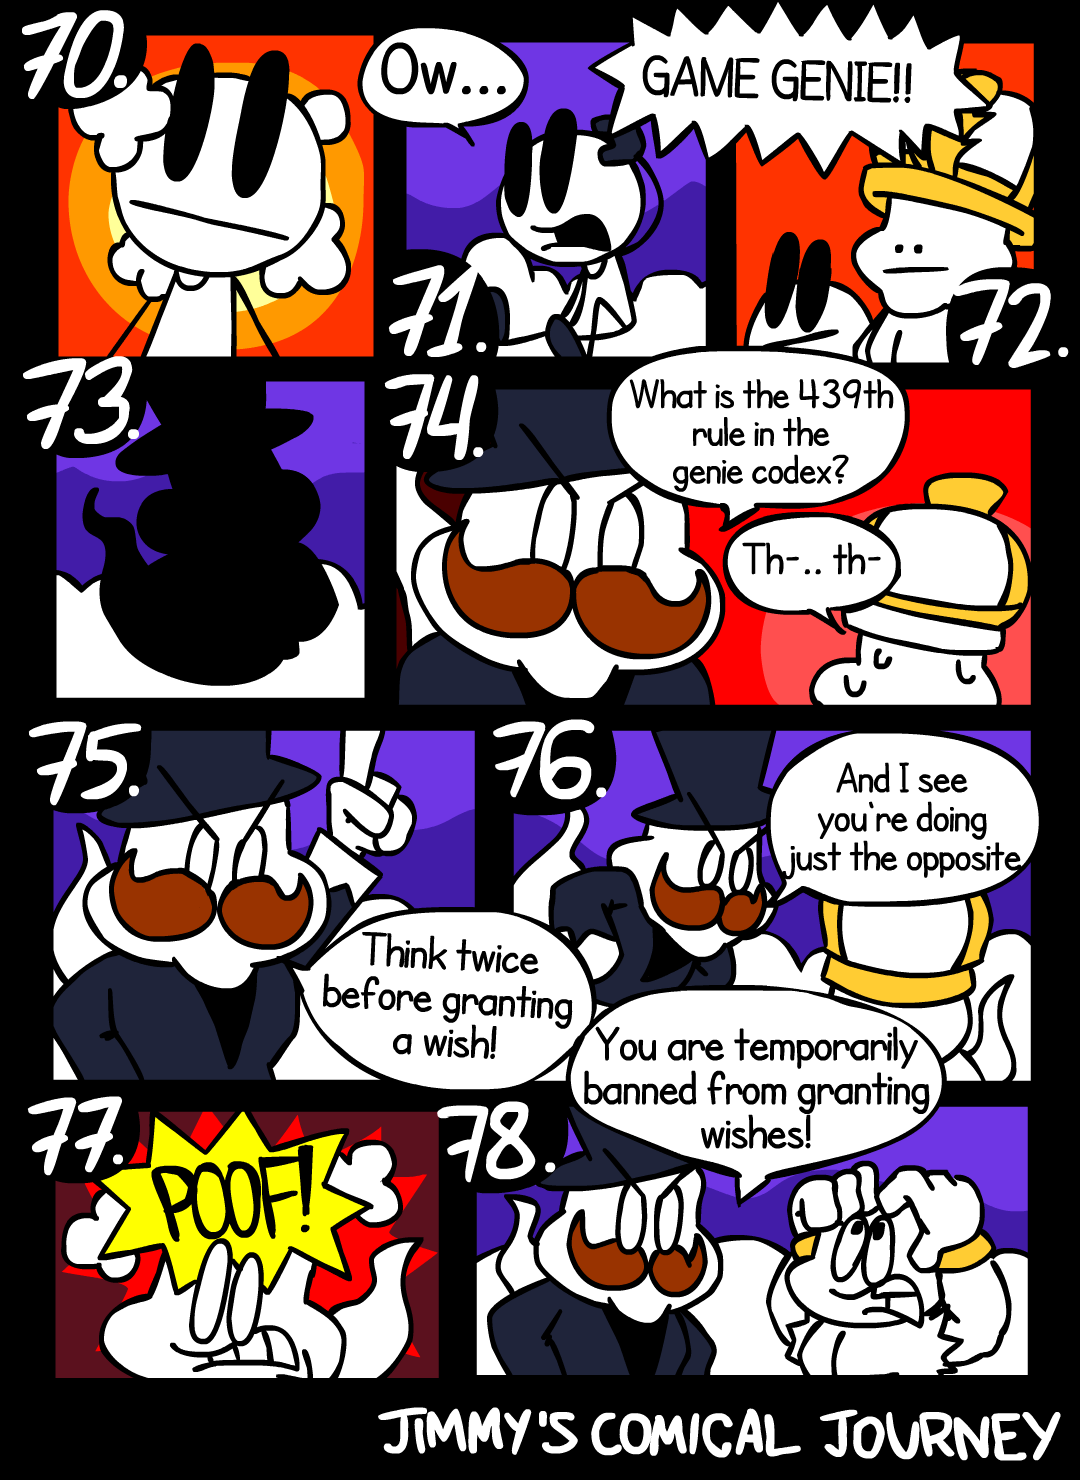 70.
Ow...
71.
GAME GENIE!!
72.
73.
74.
What is the 439th
rule in the
genie codex?
Th-.. th-
75.
Think twice
before granting
a wish!
76.
And I see
you're doing
just the opposite
77.
POOF!
78.
You are temporarily
banned from granting
wishes!
JIMMY'S COMICAL JOURNEY